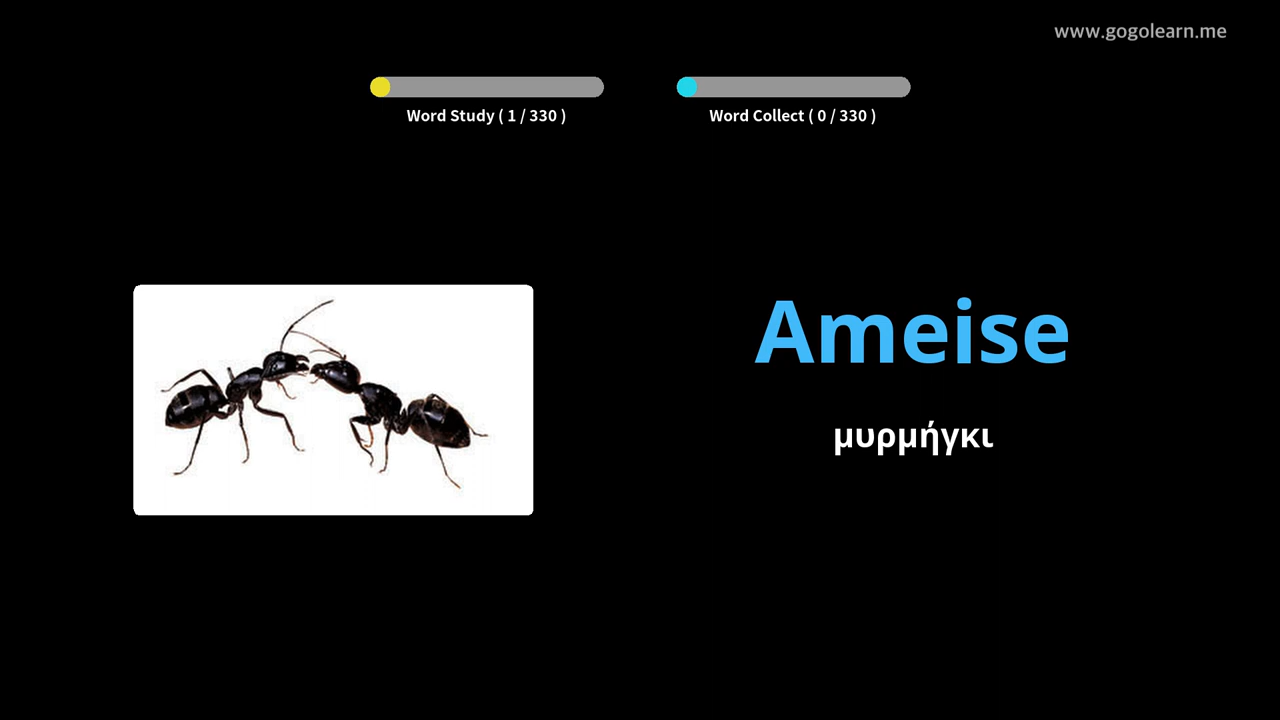 www.gogolearn.me
Word Study ( 1 / 330 )
Word Collect ( 0 / 330 )
Ameise
μυρμήγκι